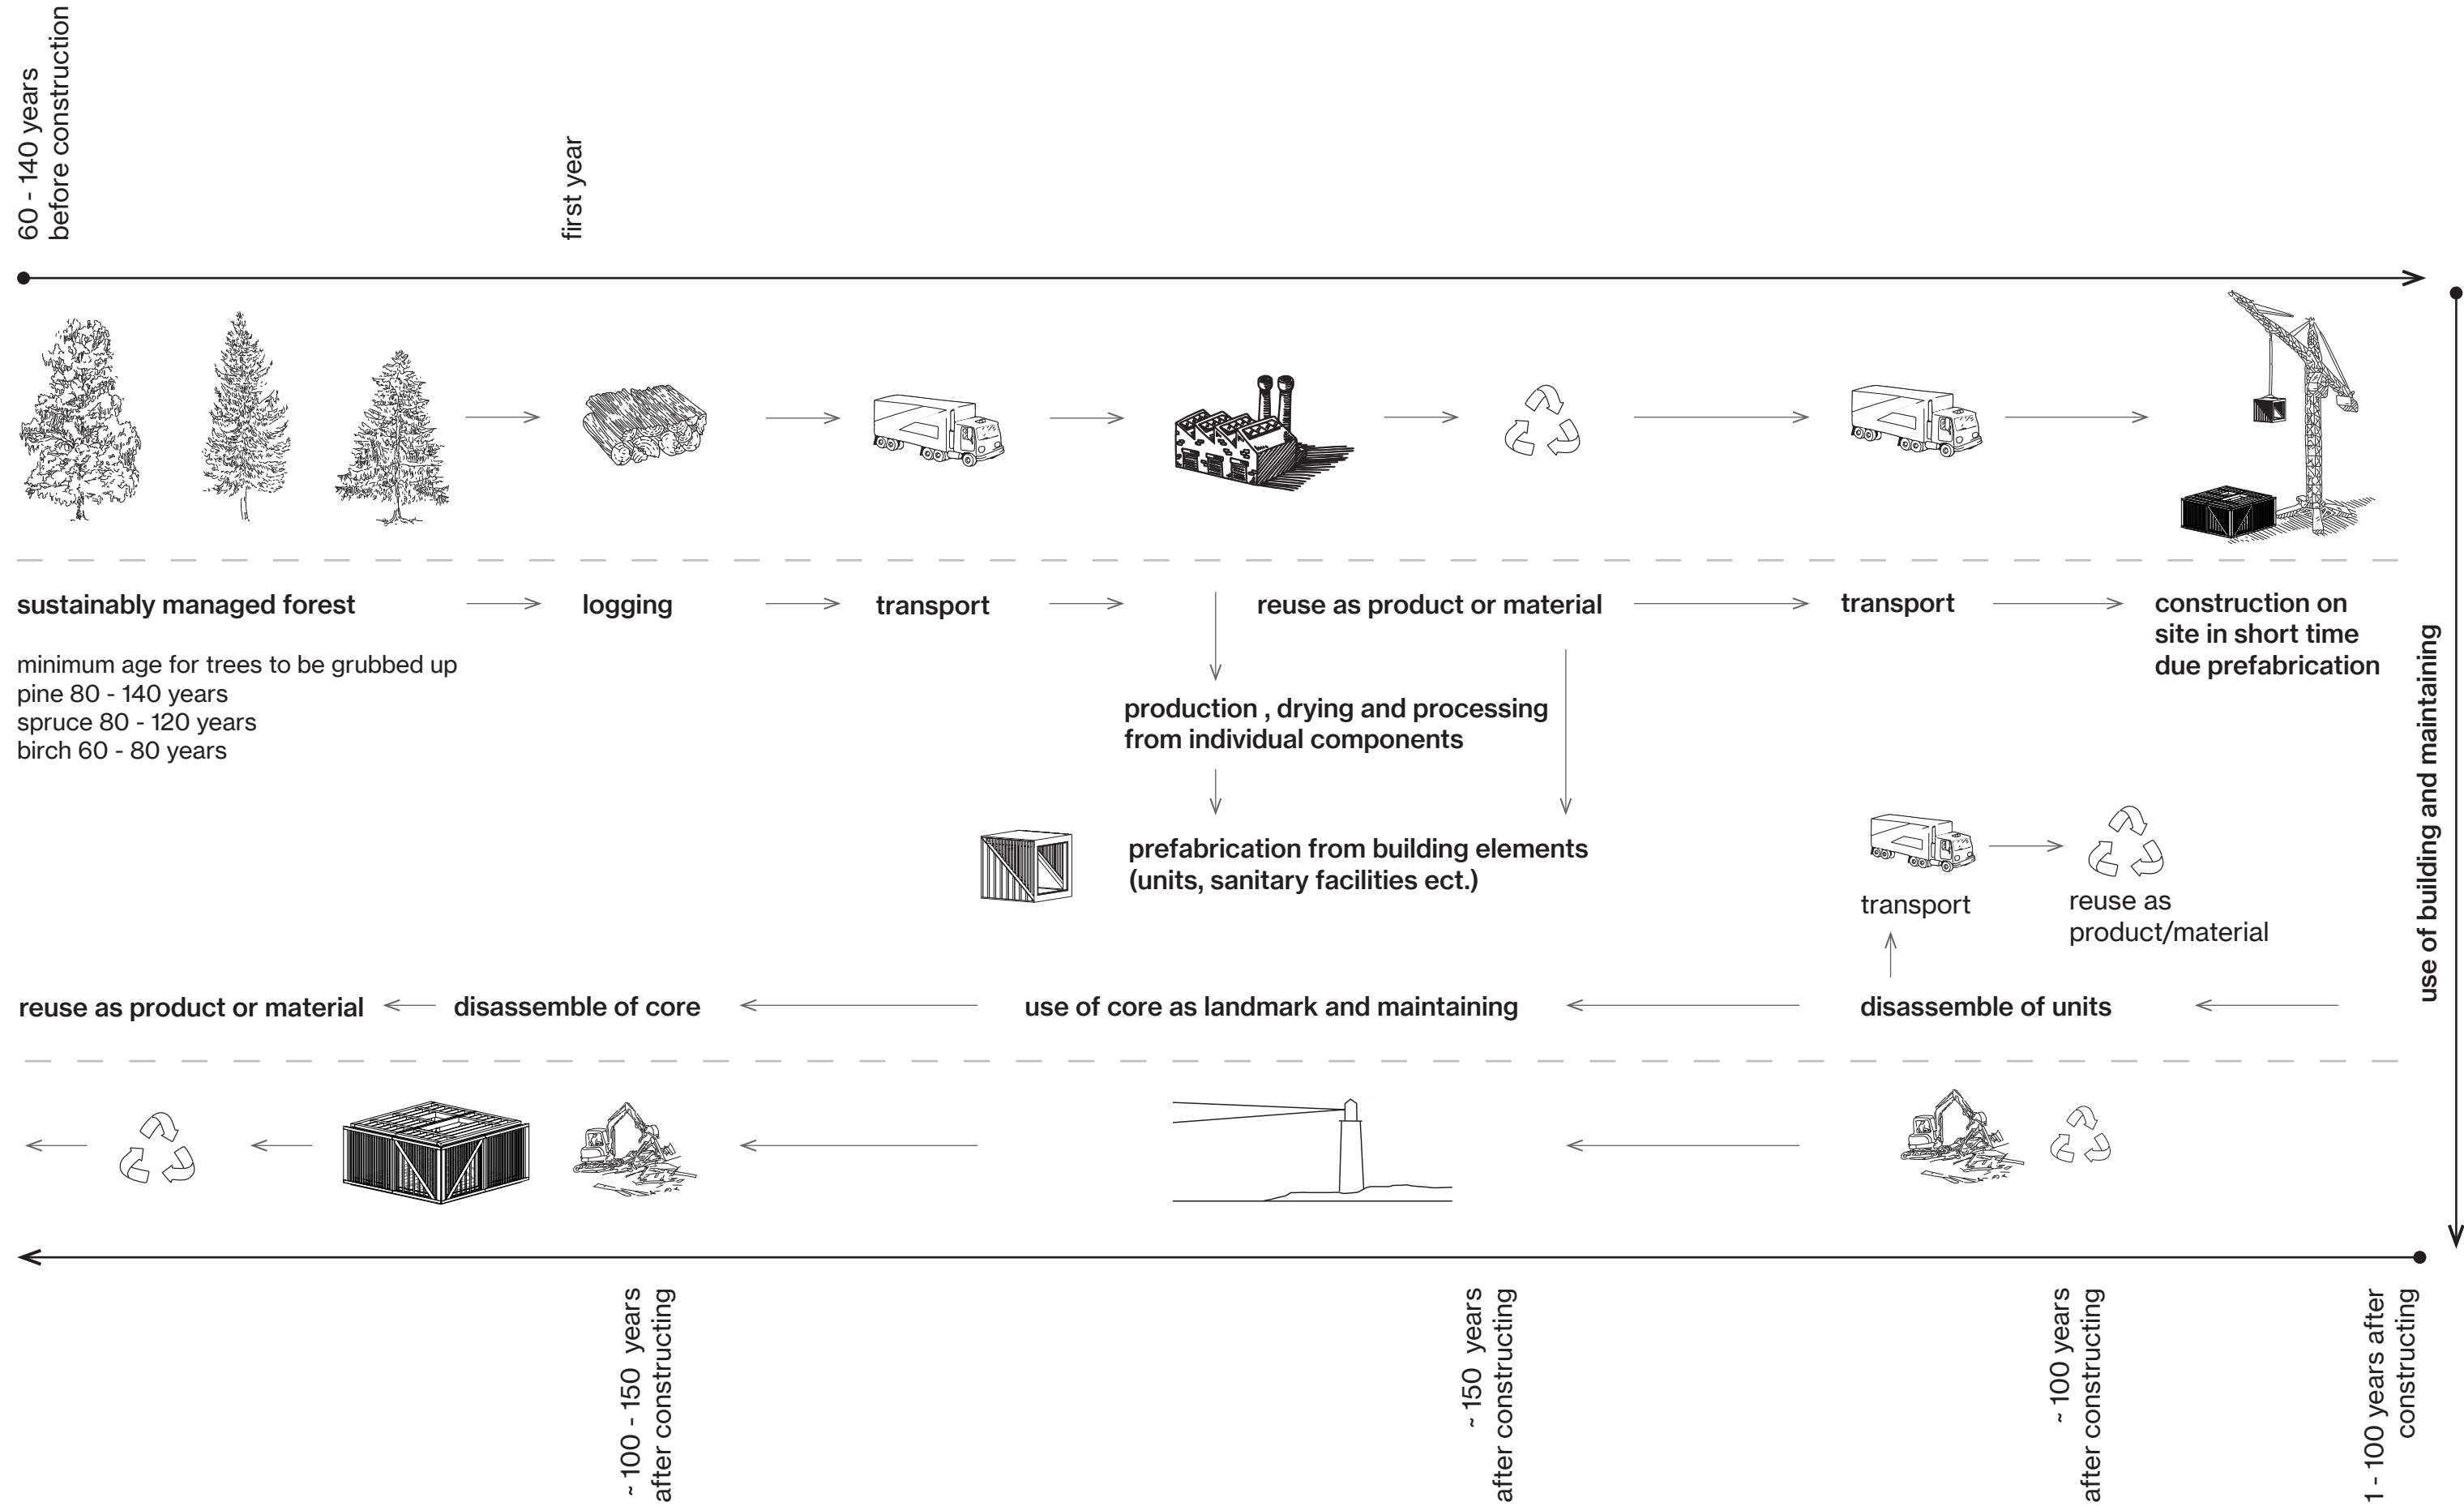 60 - 140 years
before construction
first year
sustainably managed forest
logging
transport
reuse as product or material
transport
construction on
site in short time
due prefabrication
minimum age for trees to be grubbed up
pine 80 - 140 years
spruce 80 - 120 years
birch 60 - 80 years
production , drying and processing
from individual components
prefabrication from building elements
(units, sanitary facilities ect.)
transport
reuse as
product/material
use of building and maintaining
reuse as product or material
disassemble of core
use of core as landmark and maintaining
disassemble of units
~ 100 - 150 years
after constructing
~ 150 years
after constructing
~ 100 years
after constructing
1 - 100 years after
constructing